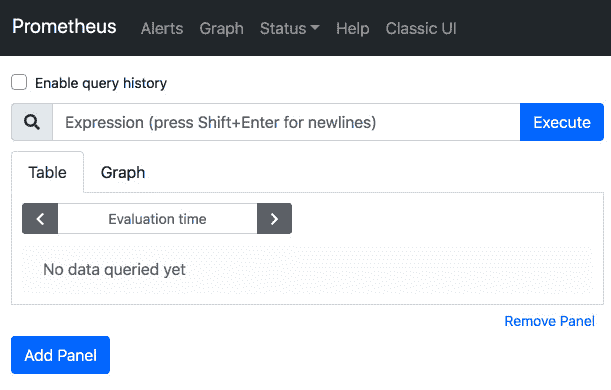 Prometheus Alerts Graph Status Help Classic UI
Enable query history
Expression (press Shift+Enter for newlines) Execute
Table Graph
Evaluation time
No data queried yet
Remove Panel
Add Panel